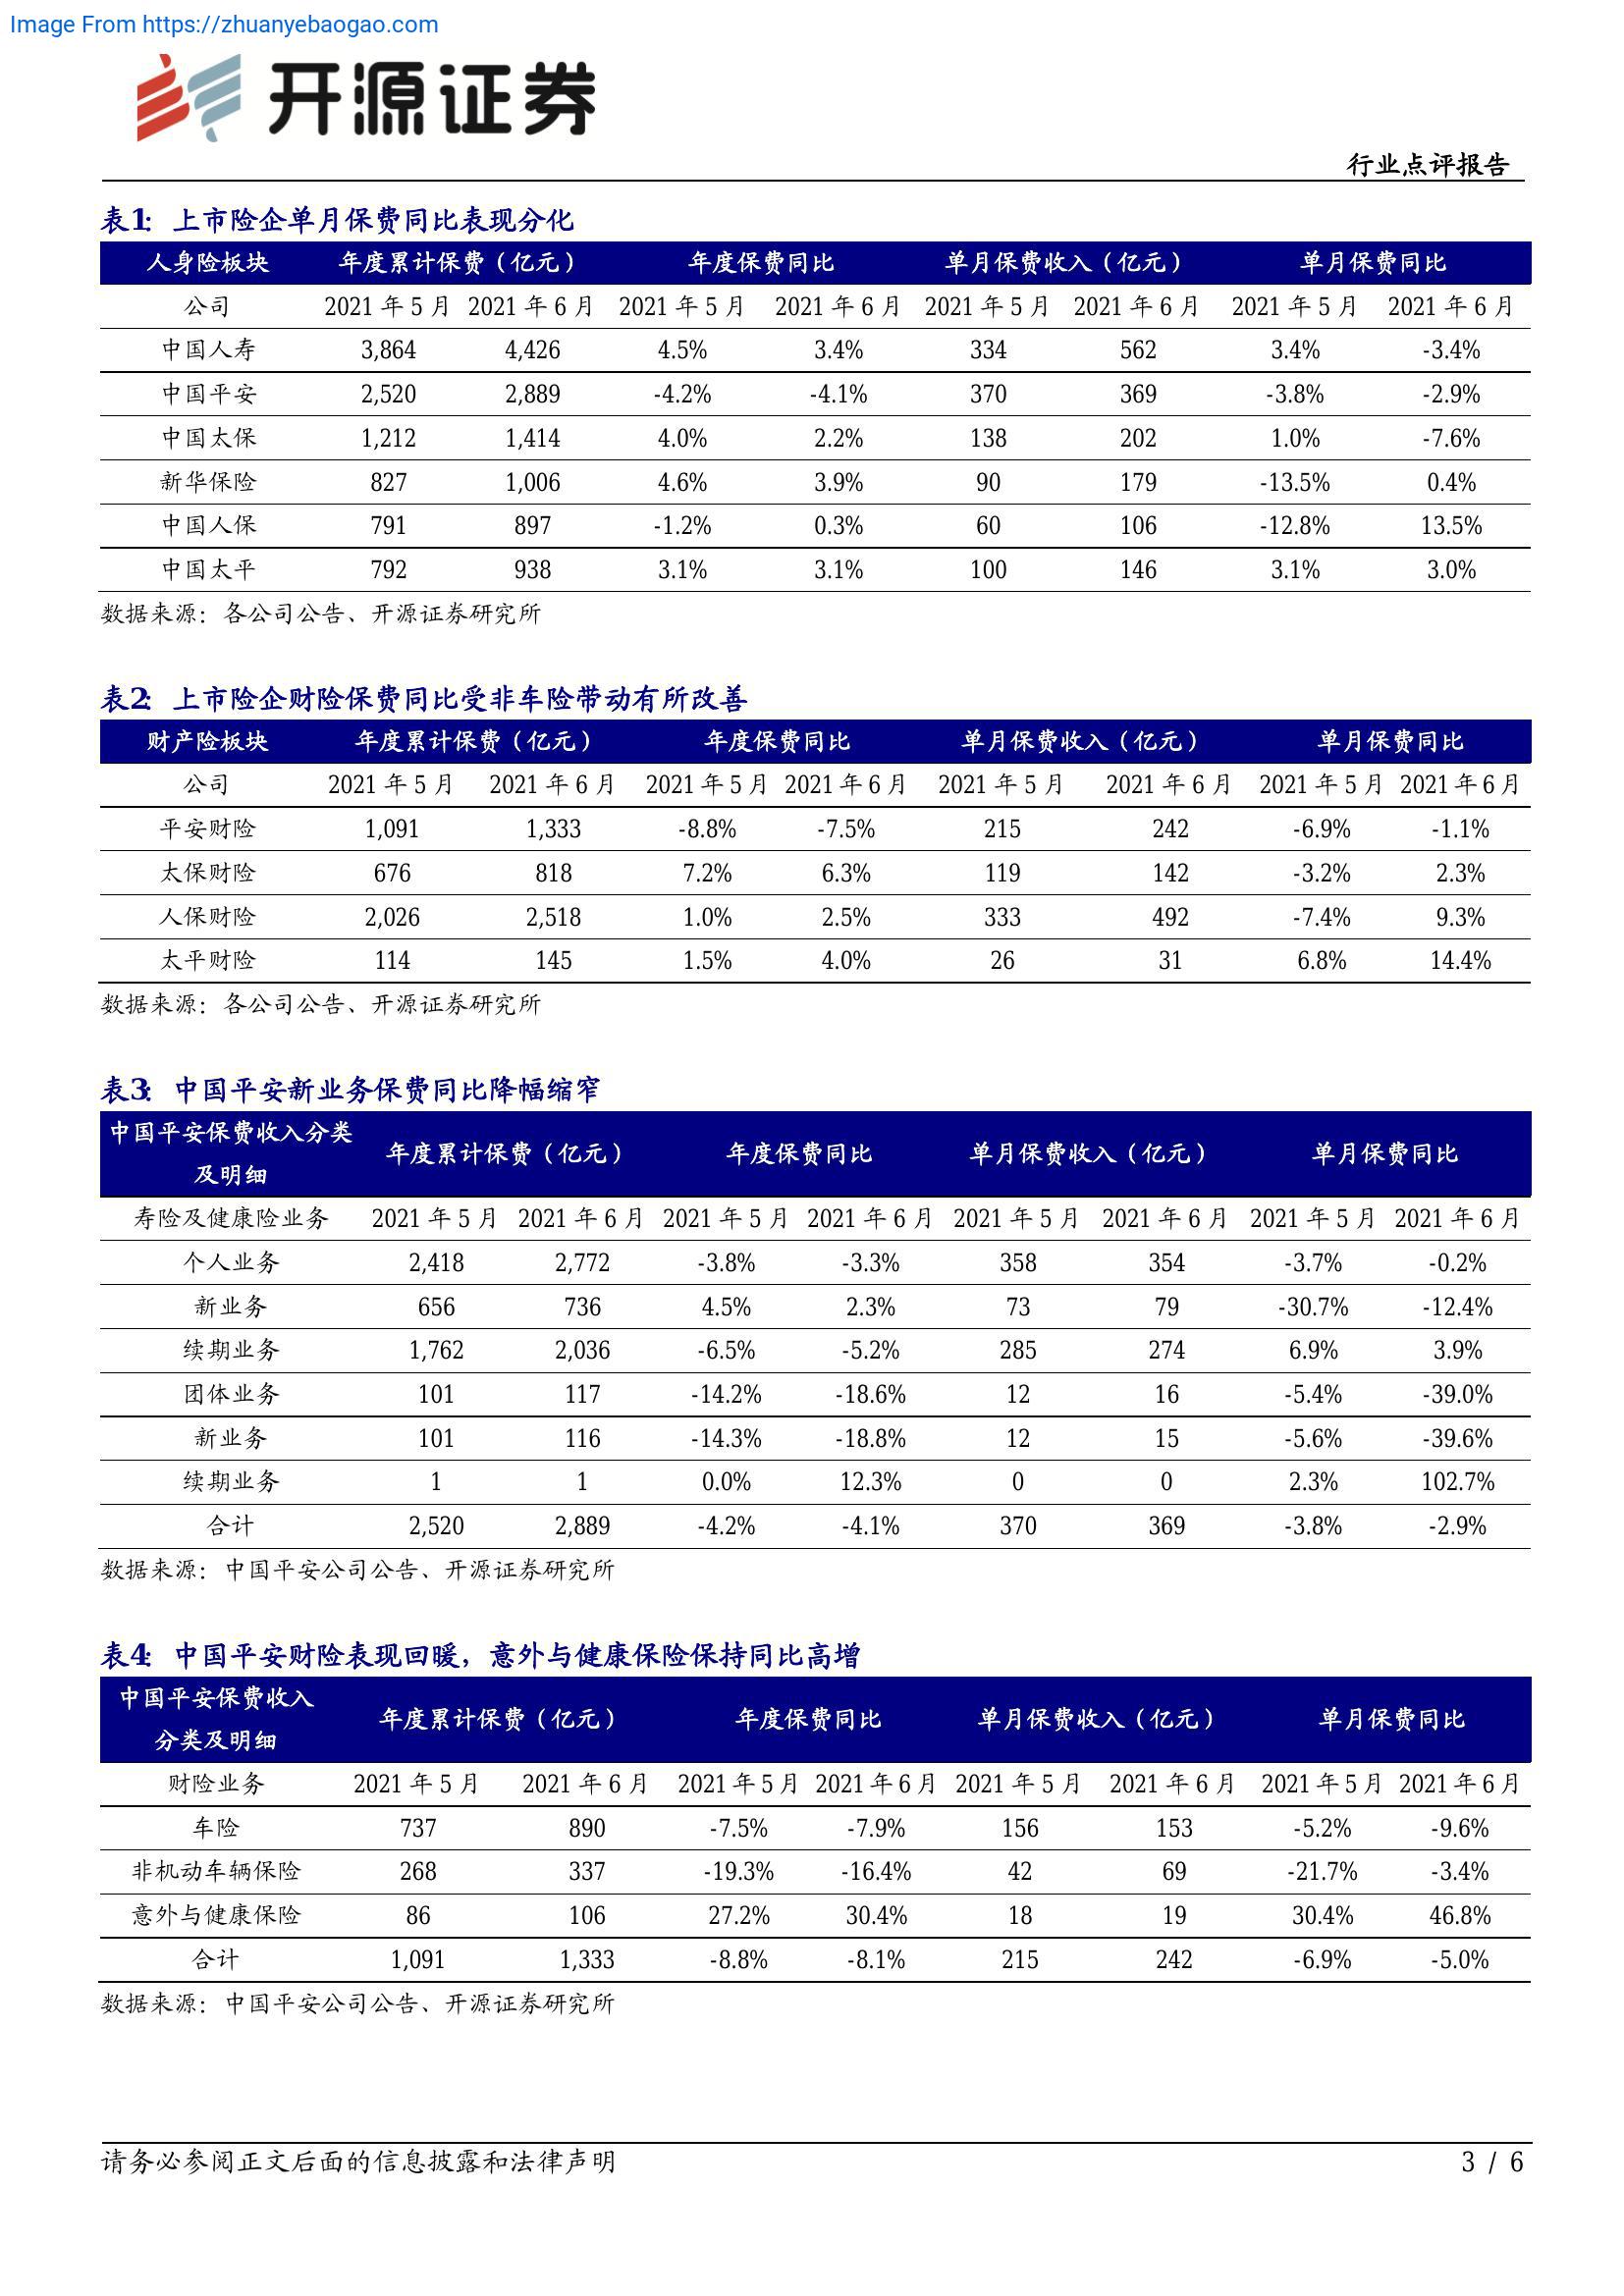 Image From https://zhuanyebaogao.com
开源证券
行业点评报告
表1：上市险企单月保费同比表现分化
人身险板块 年度累计保费（亿元） 年度保费同比 单月保费收入（亿元） 单月保费同比
公司 2021 年 5 月 2021 年 6 月 2021 年 5 月 2021 年 6 月 2021 年 5 月 2021 年 6 月 2021 年 5 月 2021 年 6 月
中国人寿 3,864 4,426 4.5% 3.4% 334 562 3.4% -3.4%
中国平安 2,520 2,889 -4.2% -4.1% 370 369 -3.8% -2.9%
中国太保 1,212 1,414 4.0% 2.2% 138 202 1.0% -7.6%
新华保险 827 1,006 4.6% 3.9% 90 179 -13.5% 0.4%
中国人保 791 897 -1.2% 0.3% 60 106 -12.8% 13.5%
中国太平 792 938 3.1% 3.1% 100 146 3.1% 3.0%
数据来源：各公司公告、开源证券研究所
表2：上市险企财险保费同比受非车险带动有所改善
财产险板块 年度累计保费（亿元） 年度保费同比 单月保费收入（亿元） 单月保费同比
公司 2021 年 5 月 2021 年 6 月 2021 年 5 月 2021 年 6 月 2021 年 5 月 2021 年 6 月 2021 年 5 月 2021 年 6 月
平安财险 1,091 1,333 -8.8% -7.5% 215 242 -6.9% -1.1%
太保财险 676 818 7.2% 6.3% 119 142 -3.2% 2.3%
人保财险 2,026 2,518 1.0% 2.5% 333 492 -7.4% 9.3%
太平财险 114 145 1.5% 4.0% 26 31 6.8% 14.4%
数据来源：各公司公告、开源证券研究所
表3：中国平安新业务保费同比降幅缩窄
中国平安保费收入分类
及明细 年度累计保费（亿元） 年度保费同比 单月保费收入（亿元） 单月保费同比
寿险及健康险业务 2021 年 5 月 2021 年 6 月 2021 年 5 月 2021 年 6 月 2021 年 5 月 2021 年 6 月 2021 年 5 月 2021 年 6 月
个人业务 2,418 2,772 -3.8% -3.3% 358 354 -3.7% -0.2%
新业务 656 736 4.5% 2.3% 73 79 -30.7% -12.4%
续期业务 1,762 2,036 -6.5% -5.2% 285 274 6.9% 3.9%
团体业务 101 117 -14.2% -18.6% 12 16 -5.4% -39.0%
新业务 101 116 -14.3% -18.8% 12 15 -5.6% -39.6%
续期业务 1 1 0.0% 12.3% 0 0 2.3% 102.7%
合计 2,520 2,889 -4.2% -4.1% 370 369 -3.8% -2.9%
数据来源：中国平安公司公告、开源证券研究所
表4：中国平安财险表现回暖，意外与健康保险保持同比高增
中国平安保费收入
分类及明细 年度累计保费（亿元） 年度保费同比 单月保费收入（亿元） 单月保费同比
财险业务 2021 年 5 月 2021 年 6 月 2021 年 5 月 2021 年 6 月 2021 年 5 月 2021 年 6 月 2021 年 5 月 2021 年 6 月
车险 737 890 -7.5% -7.9% 156 153 -5.2% -9.6%
非机动车辆保险 268 337 -19.3% -16.4% 42 69 -21.7% -3.4%
意外与健康保险 86 106 27.2% 30.4% 18 19 30.4% 46.8%
合计 1,091 1,333 -8.8% -8.1% 215 242 -6.9% -5.0%
数据来源：中国平安公司公告、开源证券研究所
请务必参阅正文后面的信息披露和法律声明 3 / 6